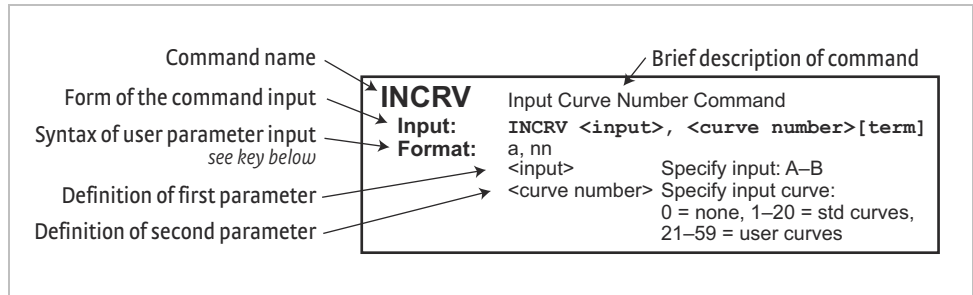 Command name
Brief description of command
Form of the command input
INCRV Input Curve Number Command
Syntax of user parameter input
Input: INCRV <input>, <curve number>[term]
see key below
Format: a, nn
Definition of first parameter
<input> Specify input: A–B
<curve number> Specify input curve:
Definition of second parameter
0 = none, 1–20 = std curves,
21–59 = user curves